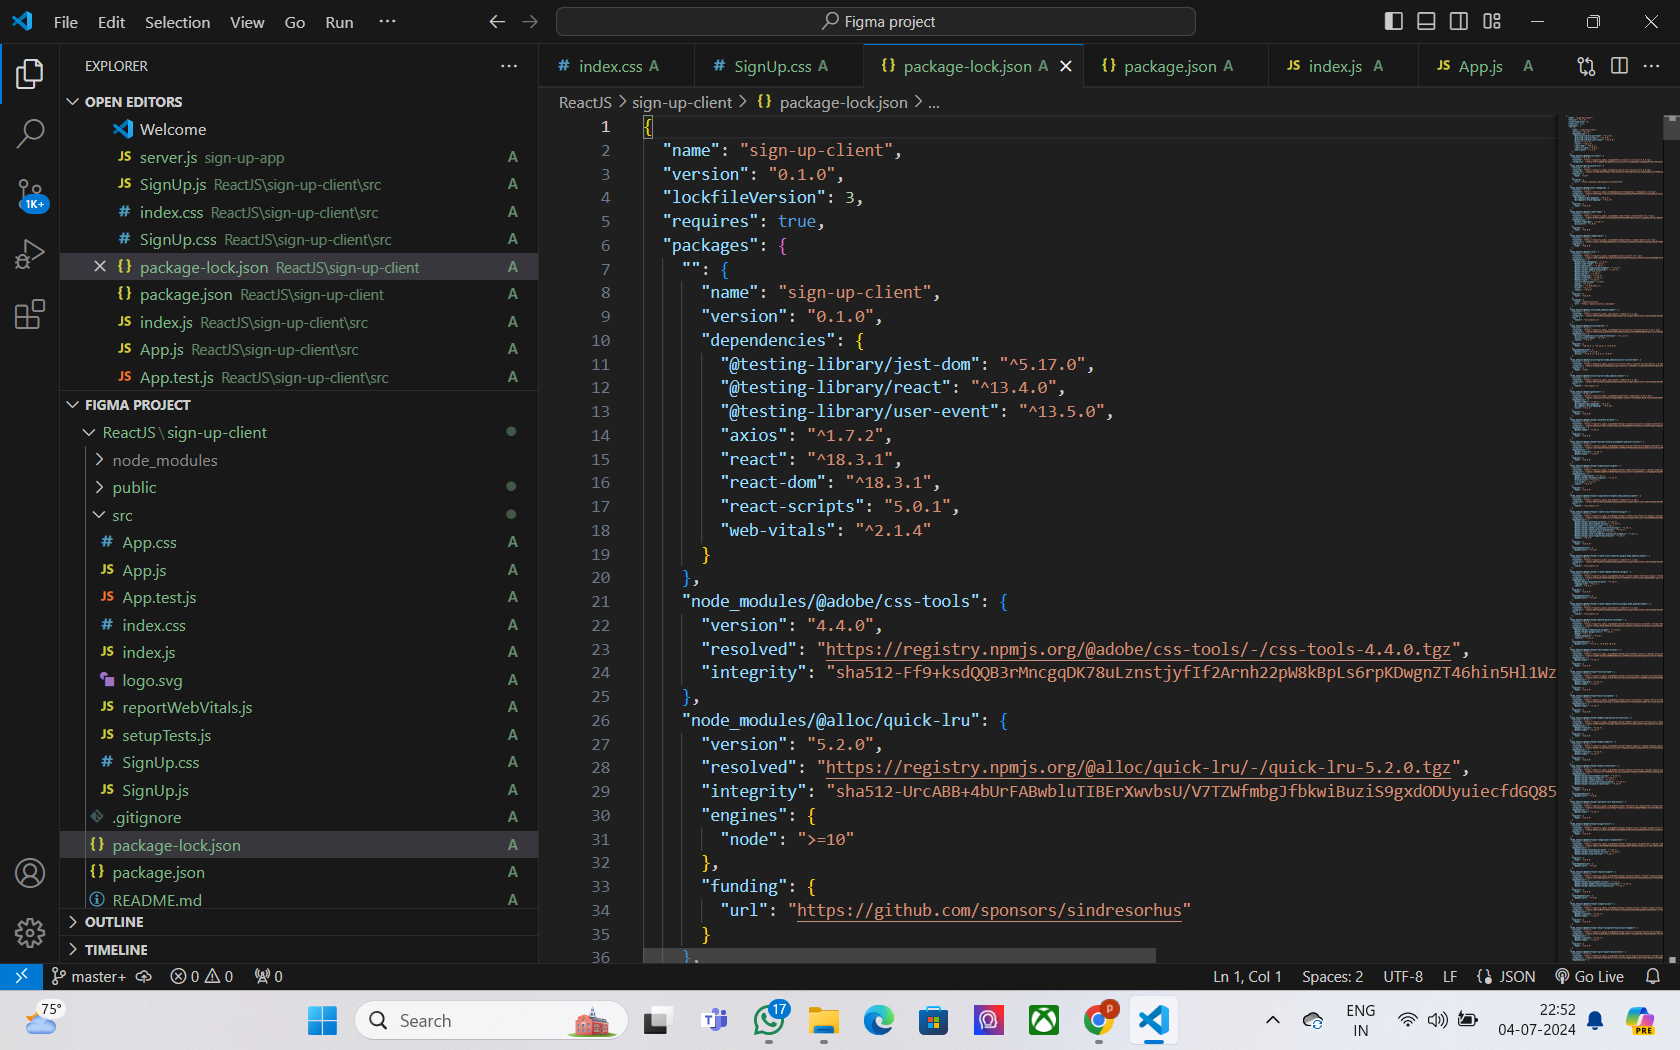 File Edit Selection View Go Run ···
Figma project
EXPLORER
OPEN EDITORS
Welcome
server.js sign-up-app A
SignUp.js ReactJS\sign-up-client\src A
index.css ReactJS\sign-up-client\src A
SignUp.css ReactJS\sign-up-client\src A
package-lock.json ReactJS\sign-up-client A
package.json ReactJS\sign-up-client A
index.js ReactJS\sign-up-client\src A
App.js ReactJS\sign-up-client\src A
App.test.js ReactJS\sign-up-client\src A
FIGMA PROJECT
ReactJS\sign-up-client
node_modules
public
src
App.css A
App.js A
App.test.js A
index.css A
index.js A
logo.svg A
reportWebVitals.js A
setupTests.js A
SignUp.css A
SignUp.js A
.gitignore A
package-lock.json A
package.json A
README.md A
OUTLINE
TIMELINE
1K+
# index.css A # SignUp.css A {} package-lock.json A {} package.json A JS index.js A JS App.js A
ReactJS > sign-up-client > {} package-lock.json > ...
1 {
2 "name": "sign-up-client",
3 "version": "0.1.0",
4 "lockfileVersion": 3,
5 "requires": true,
6 "packages": {
7 "": {
8 "name": "sign-up-client",
9 "version": "0.1.0",
10 "dependencies": {
11 "@testing-library/jest-dom": "^5.17.0",
12 "@testing-library/react": "^13.4.0",
13 "@testing-library/user-event": "^13.5.0",
14 "axios": "^1.7.2",
15 "react": "^18.3.1",
16 "react-dom": "^18.3.1",
17 "react-scripts": "5.0.1",
18 "web-vitals": "^2.1.4"
19 }
20 },
21 "node_modules/@adobe/css-tools": {
22 "version": "4.4.0",
23 "resolved": "https://registry.npmjs.org/@adobe/css-tools/-/css-tools-4.4.0.tgz",
24 "integrity": "sha512-Ff9+ksdQQB3rMncgqDK78uLznstjyfIf2Arnh22pW8kBpLs6rpKDwgnZT46hin5Hl1Wz
25 },
26 "node_modules/@alloc/quick-lru": {
27 "version": "5.2.0",
28 "resolved": "https://registry.npmjs.org/@alloc/quick-lru/-/quick-lru-5.2.0.tgz",
29 "integrity": "sha512-UrcABB+4bUrFABwbluTIBErXwvbsU/V7TZWfmbgJfbkwiBuziS9gxdODUyuiecfdGQ85
30 "engines": {
31 "node": ">=10"
32 },
33 "funding": {
34 "url": "https://github.com/sponsors/sindresorhus"
35 }
36 },
master+ 0 0 0 Ln 1, Col 1 Spaces: 2 UTF-8 LF {} JSON Go Live
75° Search 17 p ENG IN 22:52 04-07-2024 PRE